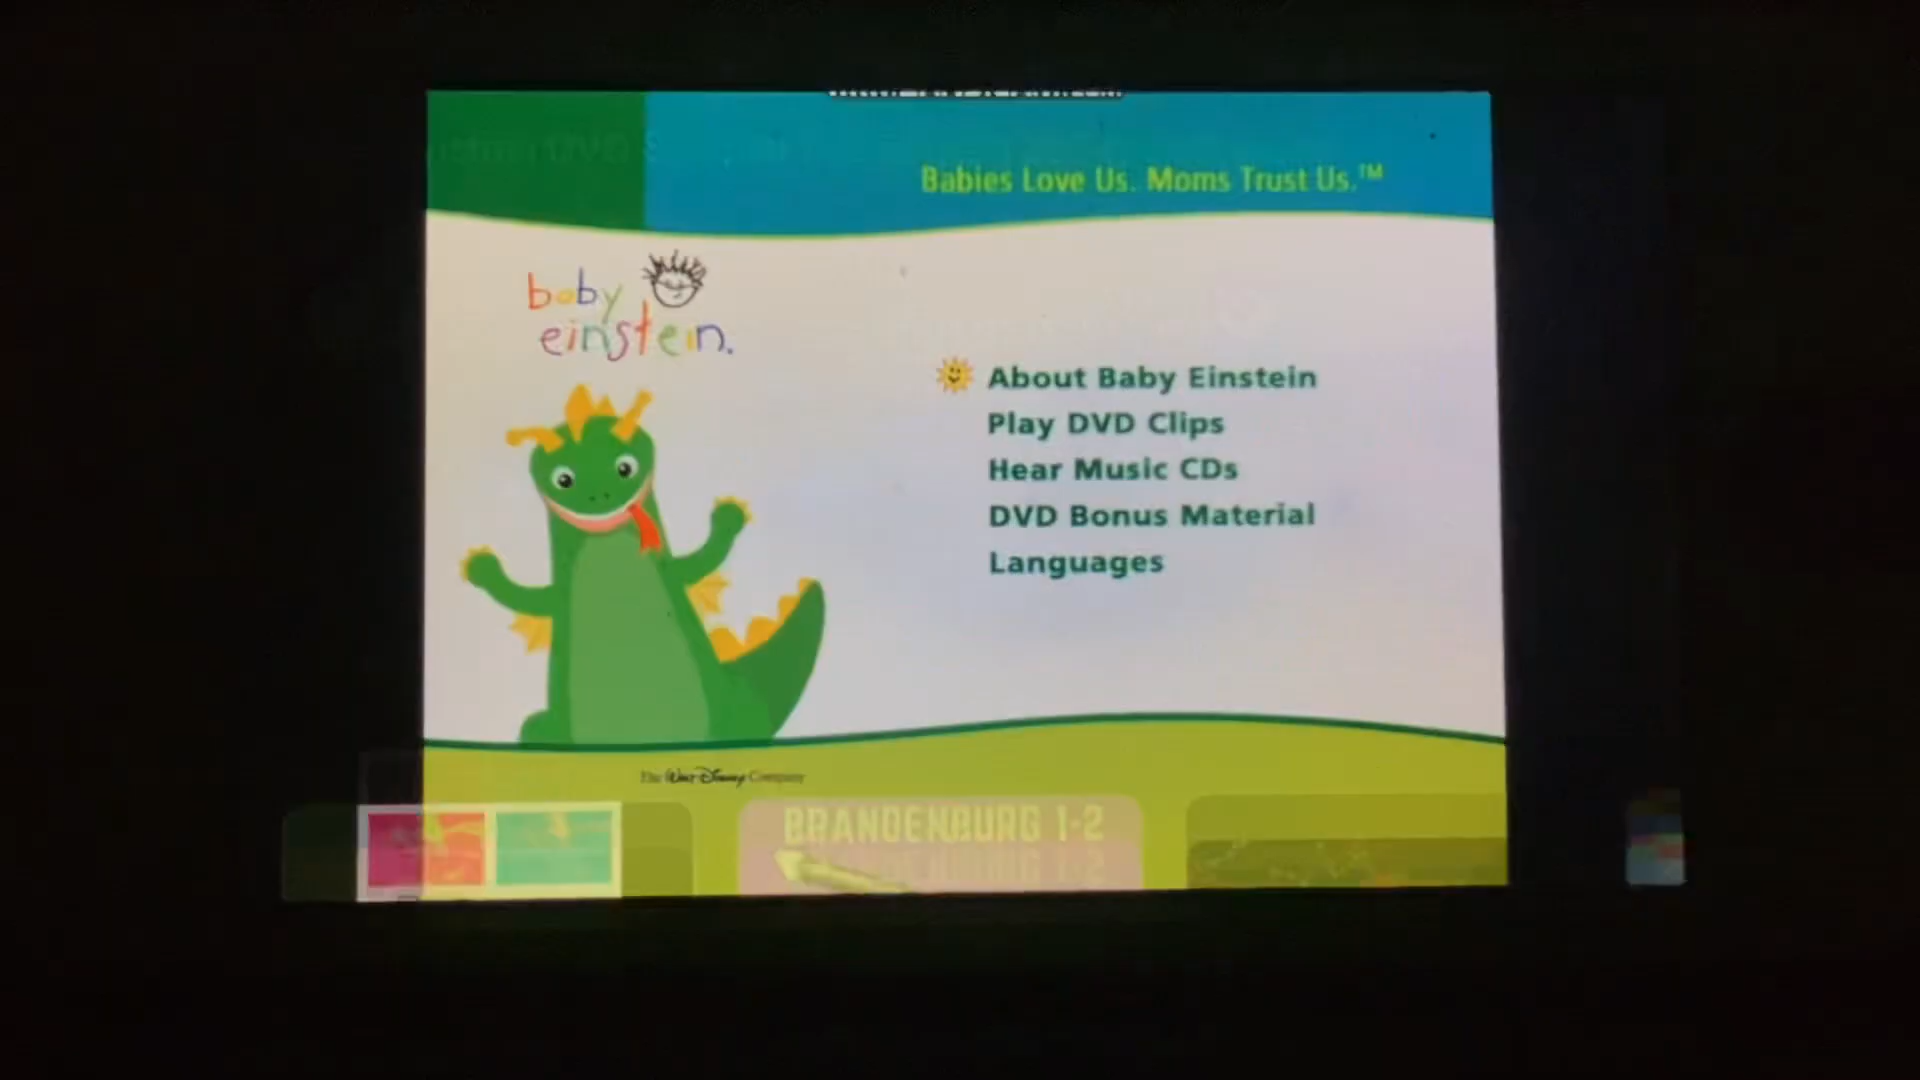 Babies Love Us. Moms Trust Us.™
baby
einstein.
About Baby Einstein
Play DVD Clips
Hear Music CDs
DVD Bonus Material
Languages
The Walt Disney Company
BRANDENBURG 1-2